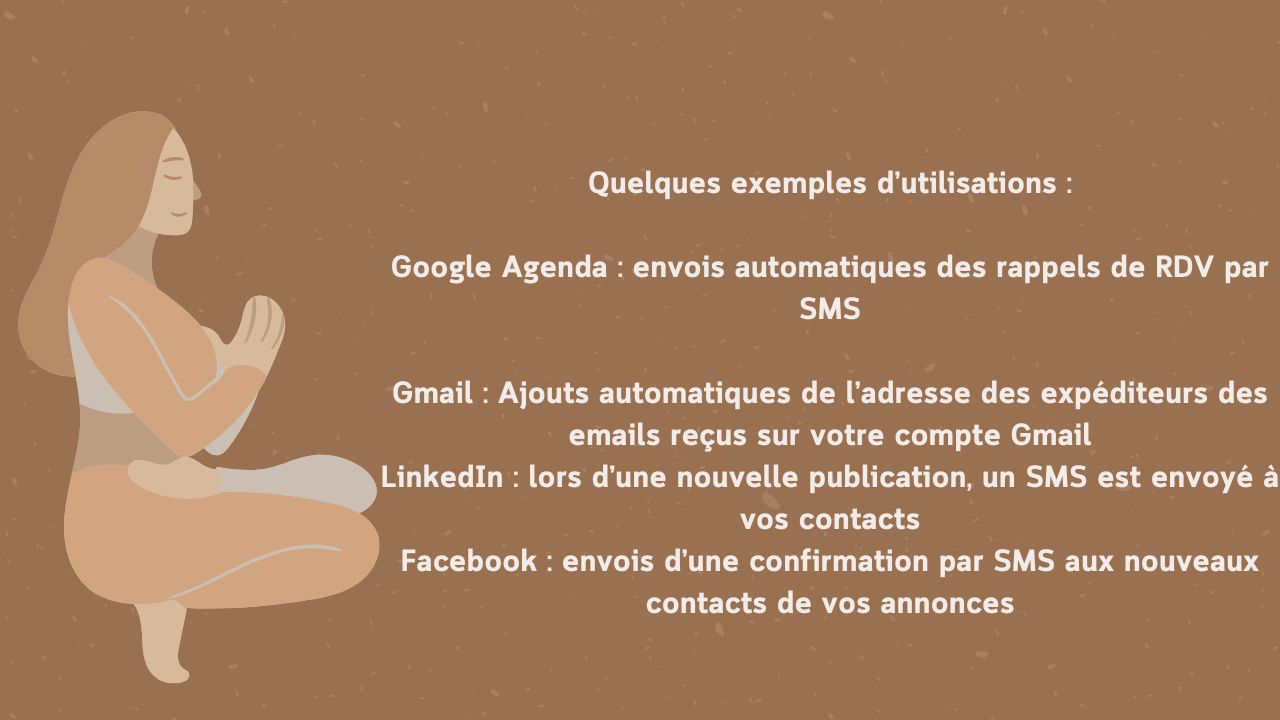 Quelques exemples d'utilisations :
Google Agenda : envois automatiques des rappels de RDV par
SMS
Gmail : Ajouts automatiques de l'adresse des expéditeurs des
emails reçus sur votre compte Gmail
LinkedIn : lors d'une nouvelle publication, un SMS est envoyé à
vos contacts
Facebook : envois d'une confirmation par SMS aux nouveaux
contacts de vos annonces